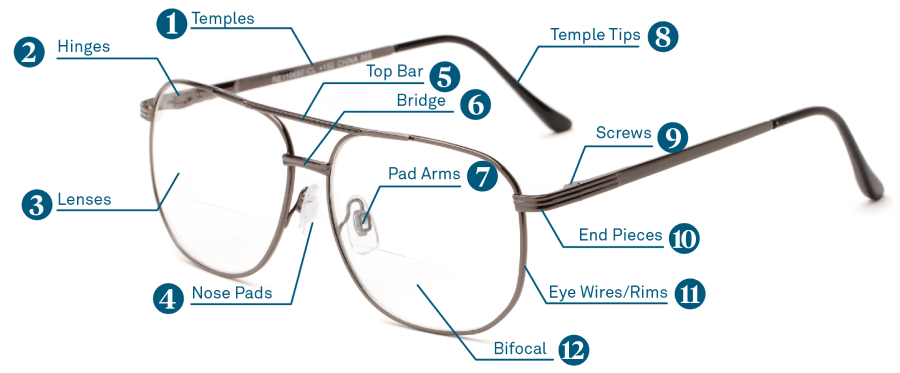 1 Temples
2 Hinges
3 Lenses
4 Nose Pads
Top Bar 5
Bridge 6
Pad Arms 7
Temple Tips 8
Screws 9
End Pieces 10
Eye Wires/Rims 11
Bifocal 12